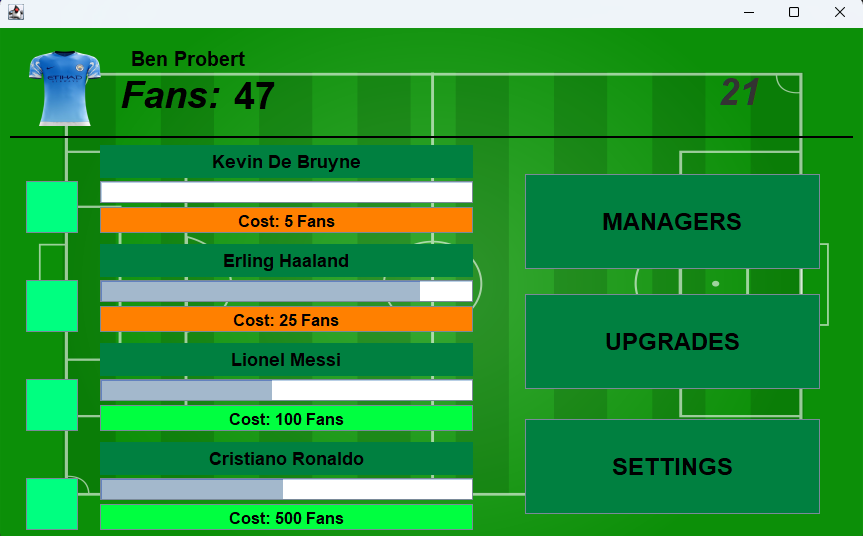 Ben Probert
Fans: 47
21
ETIHAD
Kevin De Bruyne
Cost: 5 Fans
Erling Haaland
Cost: 25 Fans
Lionel Messi
Cost: 100 Fans
Cristiano Ronaldo
Cost: 500 Fans
MANAGERS
UPGRADES
SETTINGS